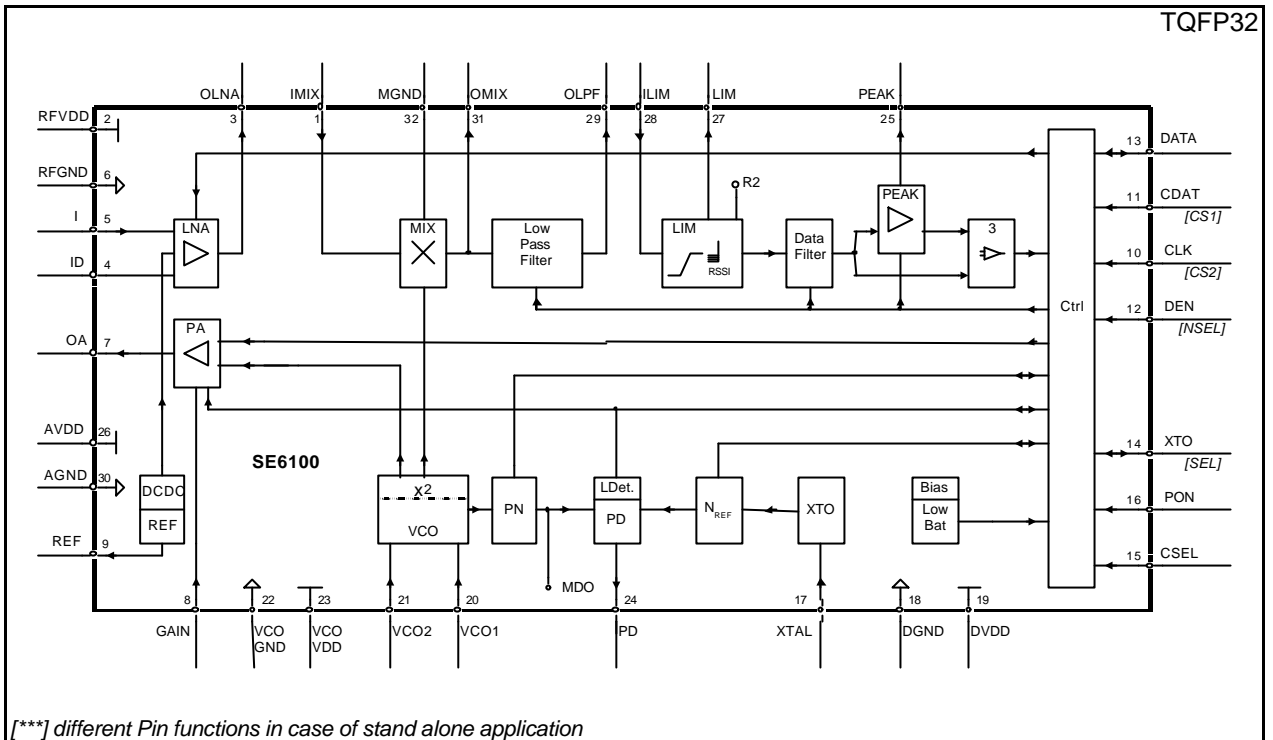 TQFP32
OLNA IMIX MGND OMIX OLPF ILIM LIM PEAK
3 1 32 31 29 28 27 25
RFVDD 2
13 DATA
RFGND 6
R2
I 5
LNA
MIX
Low Pass Filter
LIM
RSSI
Data Filter
PEAK
3
11 CDAT
[CS1]
ID 4
10 CLK
[CS2]
Ctrl
12 DEN
[NSEL]
OA 7
PA
AVDD 26
14 XTO
[SEL]
SE6100
AGND 30
DCDC
REF
x2
VCO
PN
LDet.
PD
NREF
XTO
Bias
Low Bat
16 PON
REF 9
15 CSEL
MDO
8 22 23 21 20 24 17 18 19
GAIN VCO VCO VCO2 VCO1 PD XTAL DGND DVDD
GND VDD
[***] different Pin functions in case of stand alone application